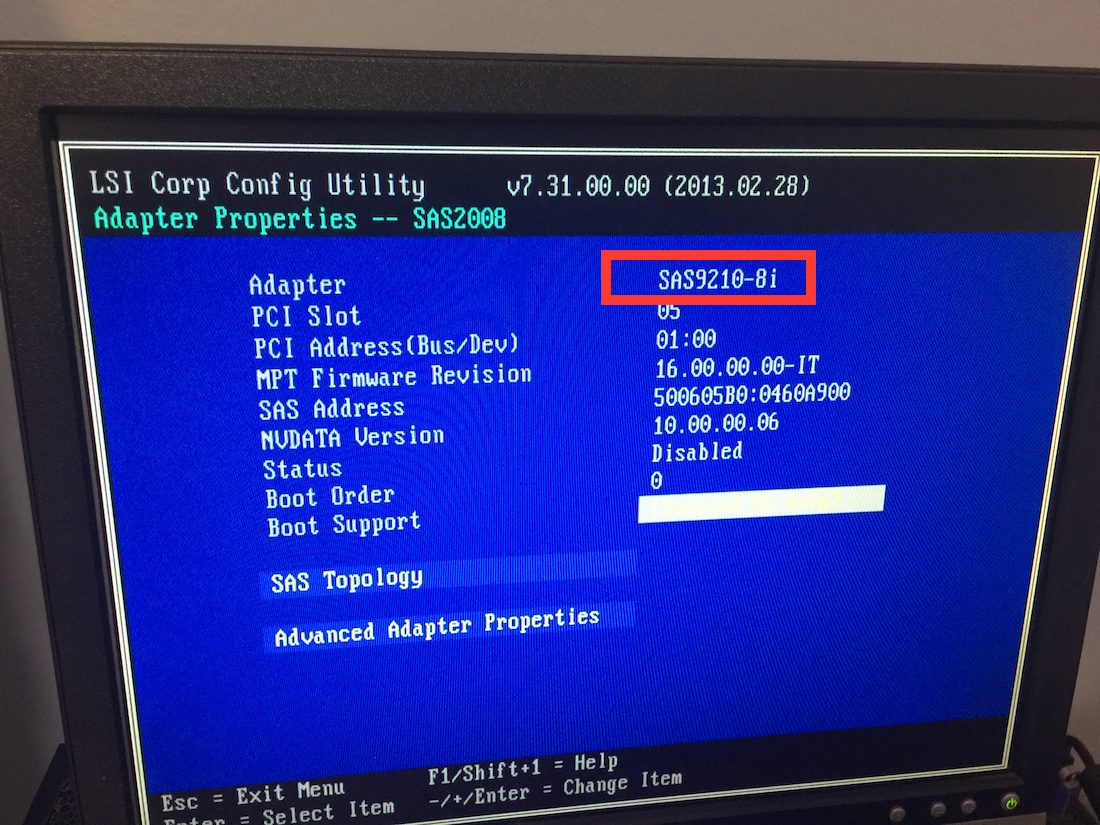 LSI Corp Config Utility v7.31.00.00 (2013.02.28)
Adapter Properties -- SAS2008
Adapter SAS9210-8i
PCI Slot 05
PCI Address(Bus/Dev) 01:00
MPT Firmware Revision 16.00.00.00-IT
SAS Address 500605B0:0460A900
NVDATA Version 10.00.00.06
Status Disabled
Boot Order 0
Boot Support
SAS Topology
Advanced Adapter Properties
Esc = Exit Menu F1/Shift+1 = Help
Enter = Select Item -/+/Enter = Change Item